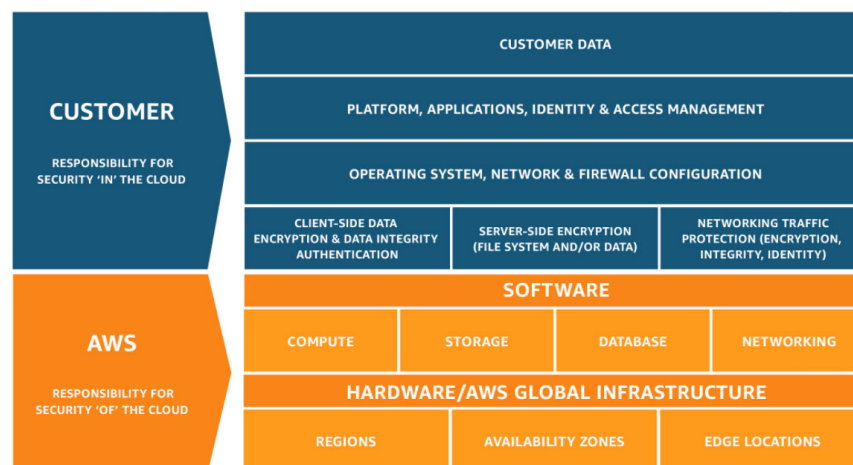 CUSTOMER
RESPONSIBILITY FOR
SECURITY 'IN' THE CLOUD
CUSTOMER DATA
PLATFORM, APPLICATIONS, IDENTITY & ACCESS MANAGEMENT
OPERATING SYSTEM, NETWORK & FIREWALL CONFIGURATION
CLIENT-SIDE DATA
ENCRYPTION & DATA INTEGRITY
AUTHENTICATION
SERVER-SIDE ENCRYPTION
(FILE SYSTEM AND/OR DATA)
NETWORKING TRAFFIC
PROTECTION (ENCRYPTION,
INTEGRITY, IDENTITY)
AWS
RESPONSIBILITY FOR
SECURITY 'OF' THE CLOUD
SOFTWARE
COMPUTE
STORAGE
DATABASE
NETWORKING
HARDWARE/AWS GLOBAL INFRASTRUCTURE
REGIONS
AVAILABILITY ZONES
EDGE LOCATIONS